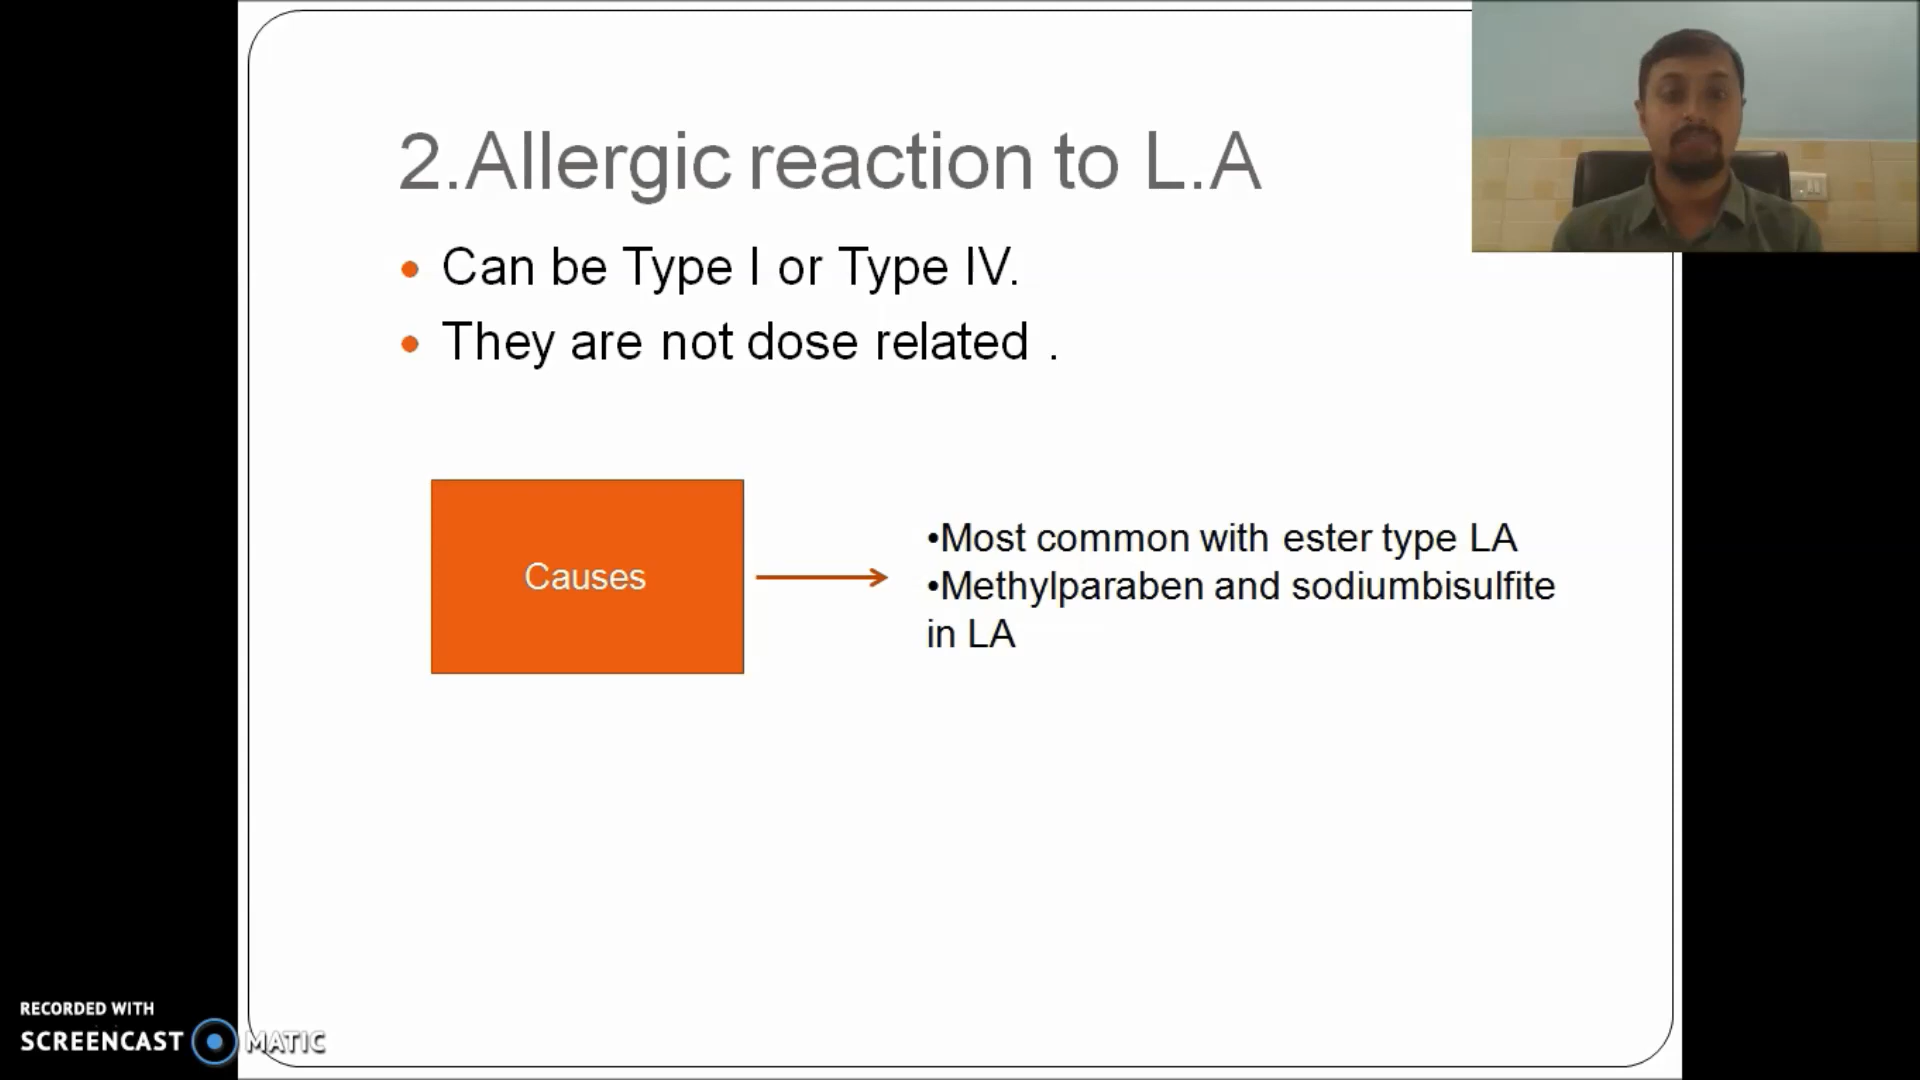 2.Allergic reaction to L.A
• Can be Type I or Type IV.
• They are not dose related .
Causes
•Most common with ester type LA
•Methylparaben and sodiumbisulfite
in LA
RECORDED WITH
SCREENCAST MATIC